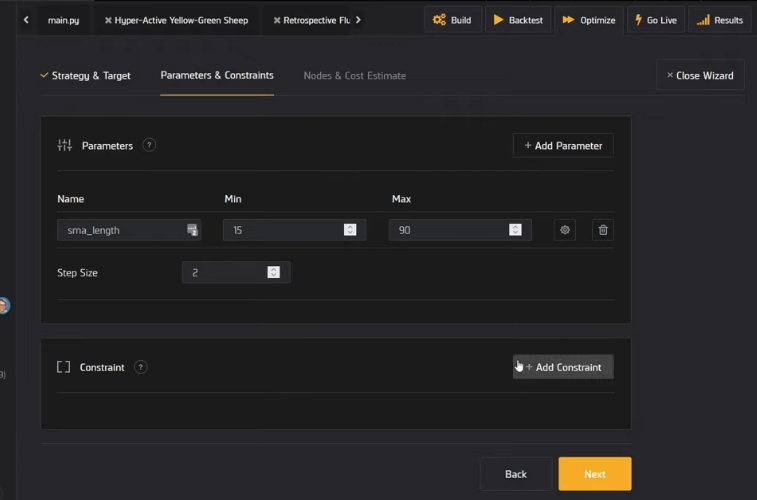 main.py Hyper-Active Yellow-Green Sheep Retrospective Flu Build Backtest Optimize Go Live Results
Strategy & Target Parameters & Constraints Nodes & Cost Estimate × Close Wizard
Parameters ? + Add Parameter
Name Min Max
sma_length 15 90
Step Size 2
Constraint ? + Add Constraint
Back Next